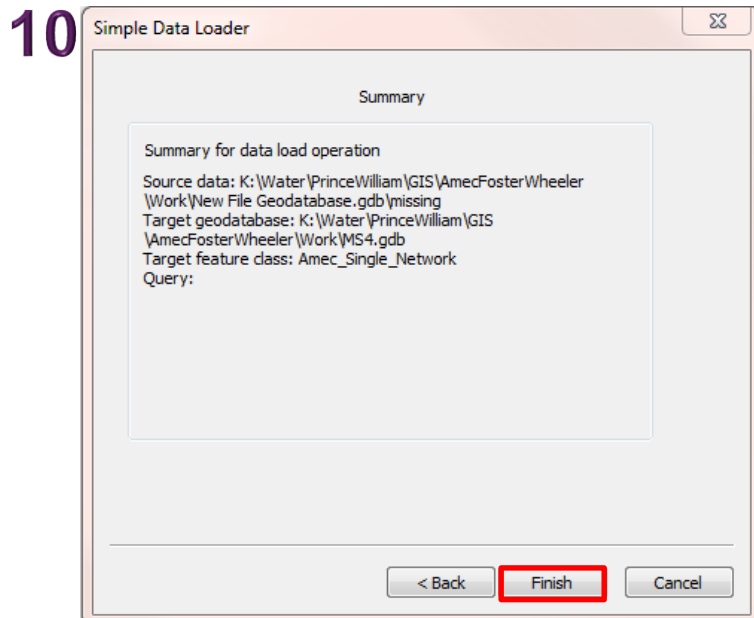 10
Simple Data Loader
Summary
Summary for data load operation
Source data: K:\Water\PrinceWilliam\GIS\AmecFosterWheeler
\Work\New File Geodatabase.gdb\missing
Target geodatabase: K:\Water\PrinceWilliam\GIS
\AmecFosterWheeler\Work\MS4.gdb
Target feature class: Amec_Single_Network
Query:
< Back Finish Cancel